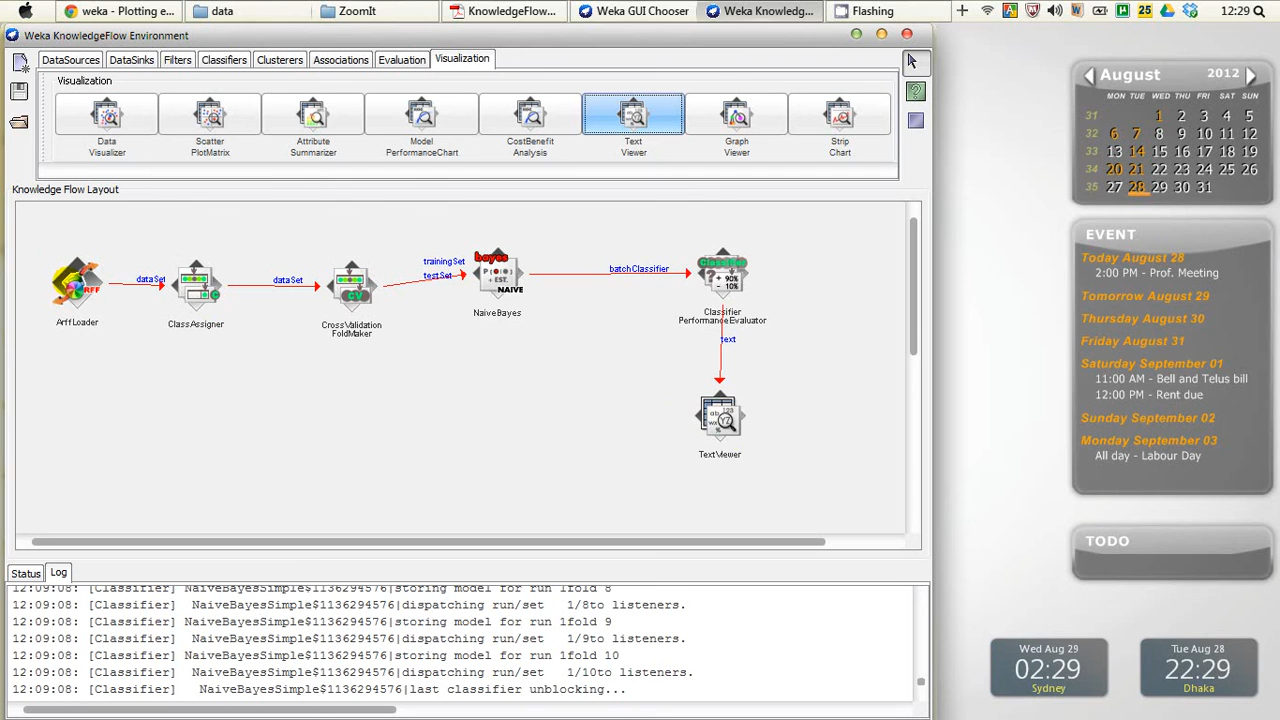 weka - Plotting e...
data
ZoomIt
KnowledgeFlow...
Weka GUI Chooser
Weka Knowledg...
Flashing
12:29
Weka KnowledgeFlow Environment
DataSources
DataSinks
Filters
Classifiers
Clusterers
Associations
Evaluation
Visualization
Visualization
Data
Visualizer
Scatter
PlotMatrix
Attribute
Summarizer
Model
PerformanceChart
CostBenefit
Analysis
Text
Viewer
Graph
Viewer
Strip
Chart
Knowledge Flow Layout
ArffLoader
dataSet
ClassAssigner
dataSet
CrossValidation
FoldMaker
trainingSet
testSet
NaiveBayes
batchClassifier
Classifier
PerformanceEvaluator
text
TextViewer
Status
Log
12:09:08: [Classifier] NaiveBayesSimple$1136294576|storing model for run 1fold 8
12:09:08: [Classifier]  NaiveBayesSimple$1136294576|dispatching run/set   1/8to listeners.
12:09:08: [Classifier] NaiveBayesSimple$1136294576|storing model for run 1fold 9
12:09:08: [Classifier]  NaiveBayesSimple$1136294576|dispatching run/set   1/9to listeners.
12:09:08: [Classifier] NaiveBayesSimple$1136294576|storing model for run 1fold 10
12:09:08: [Classifier]  NaiveBayesSimple$1136294576|dispatching run/set   1/10to listeners.
12:09:08: [Classifier]   NaiveBayesSimple$1136294576|last classifier unblocking...
August 2012
MON TUE WED THU FRI SAT SUN
31 1 2 3 4 5
32 6 7 8 9 10 11 12
33 13 14 15 16 17 18 19
34 20 21 22 23 24 25 26
35 27 28 29 30 31
EVENT
Today August 28
2:00 PM - Prof. Meeting
Tomorrow August 29
Thursday August 30
Friday August 31
Saturday September 01
11:00 AM - Bell and Telus bill
12:00 PM - Rent due
Sunday September 02
Monday September 03
All day - Labour Day
TODO
Wed Aug 29
02:29
Sydney
Tue Aug 28
22:29
Dhaka